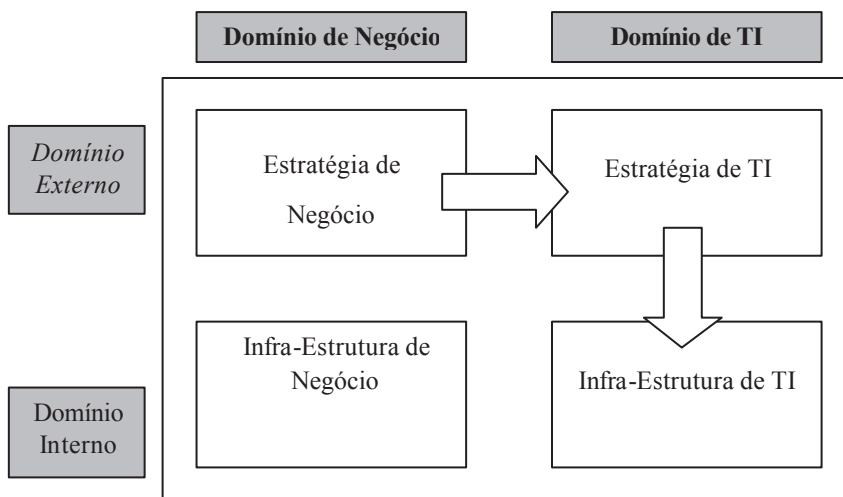 Domínio de Negócio
Domínio de TI
Domínio
Externo
Estratégia de
Negócio
Estratégia de TI
Domínio
Interno
Infra-Estrutura de
Negócio
Infra-Estrutura de TI